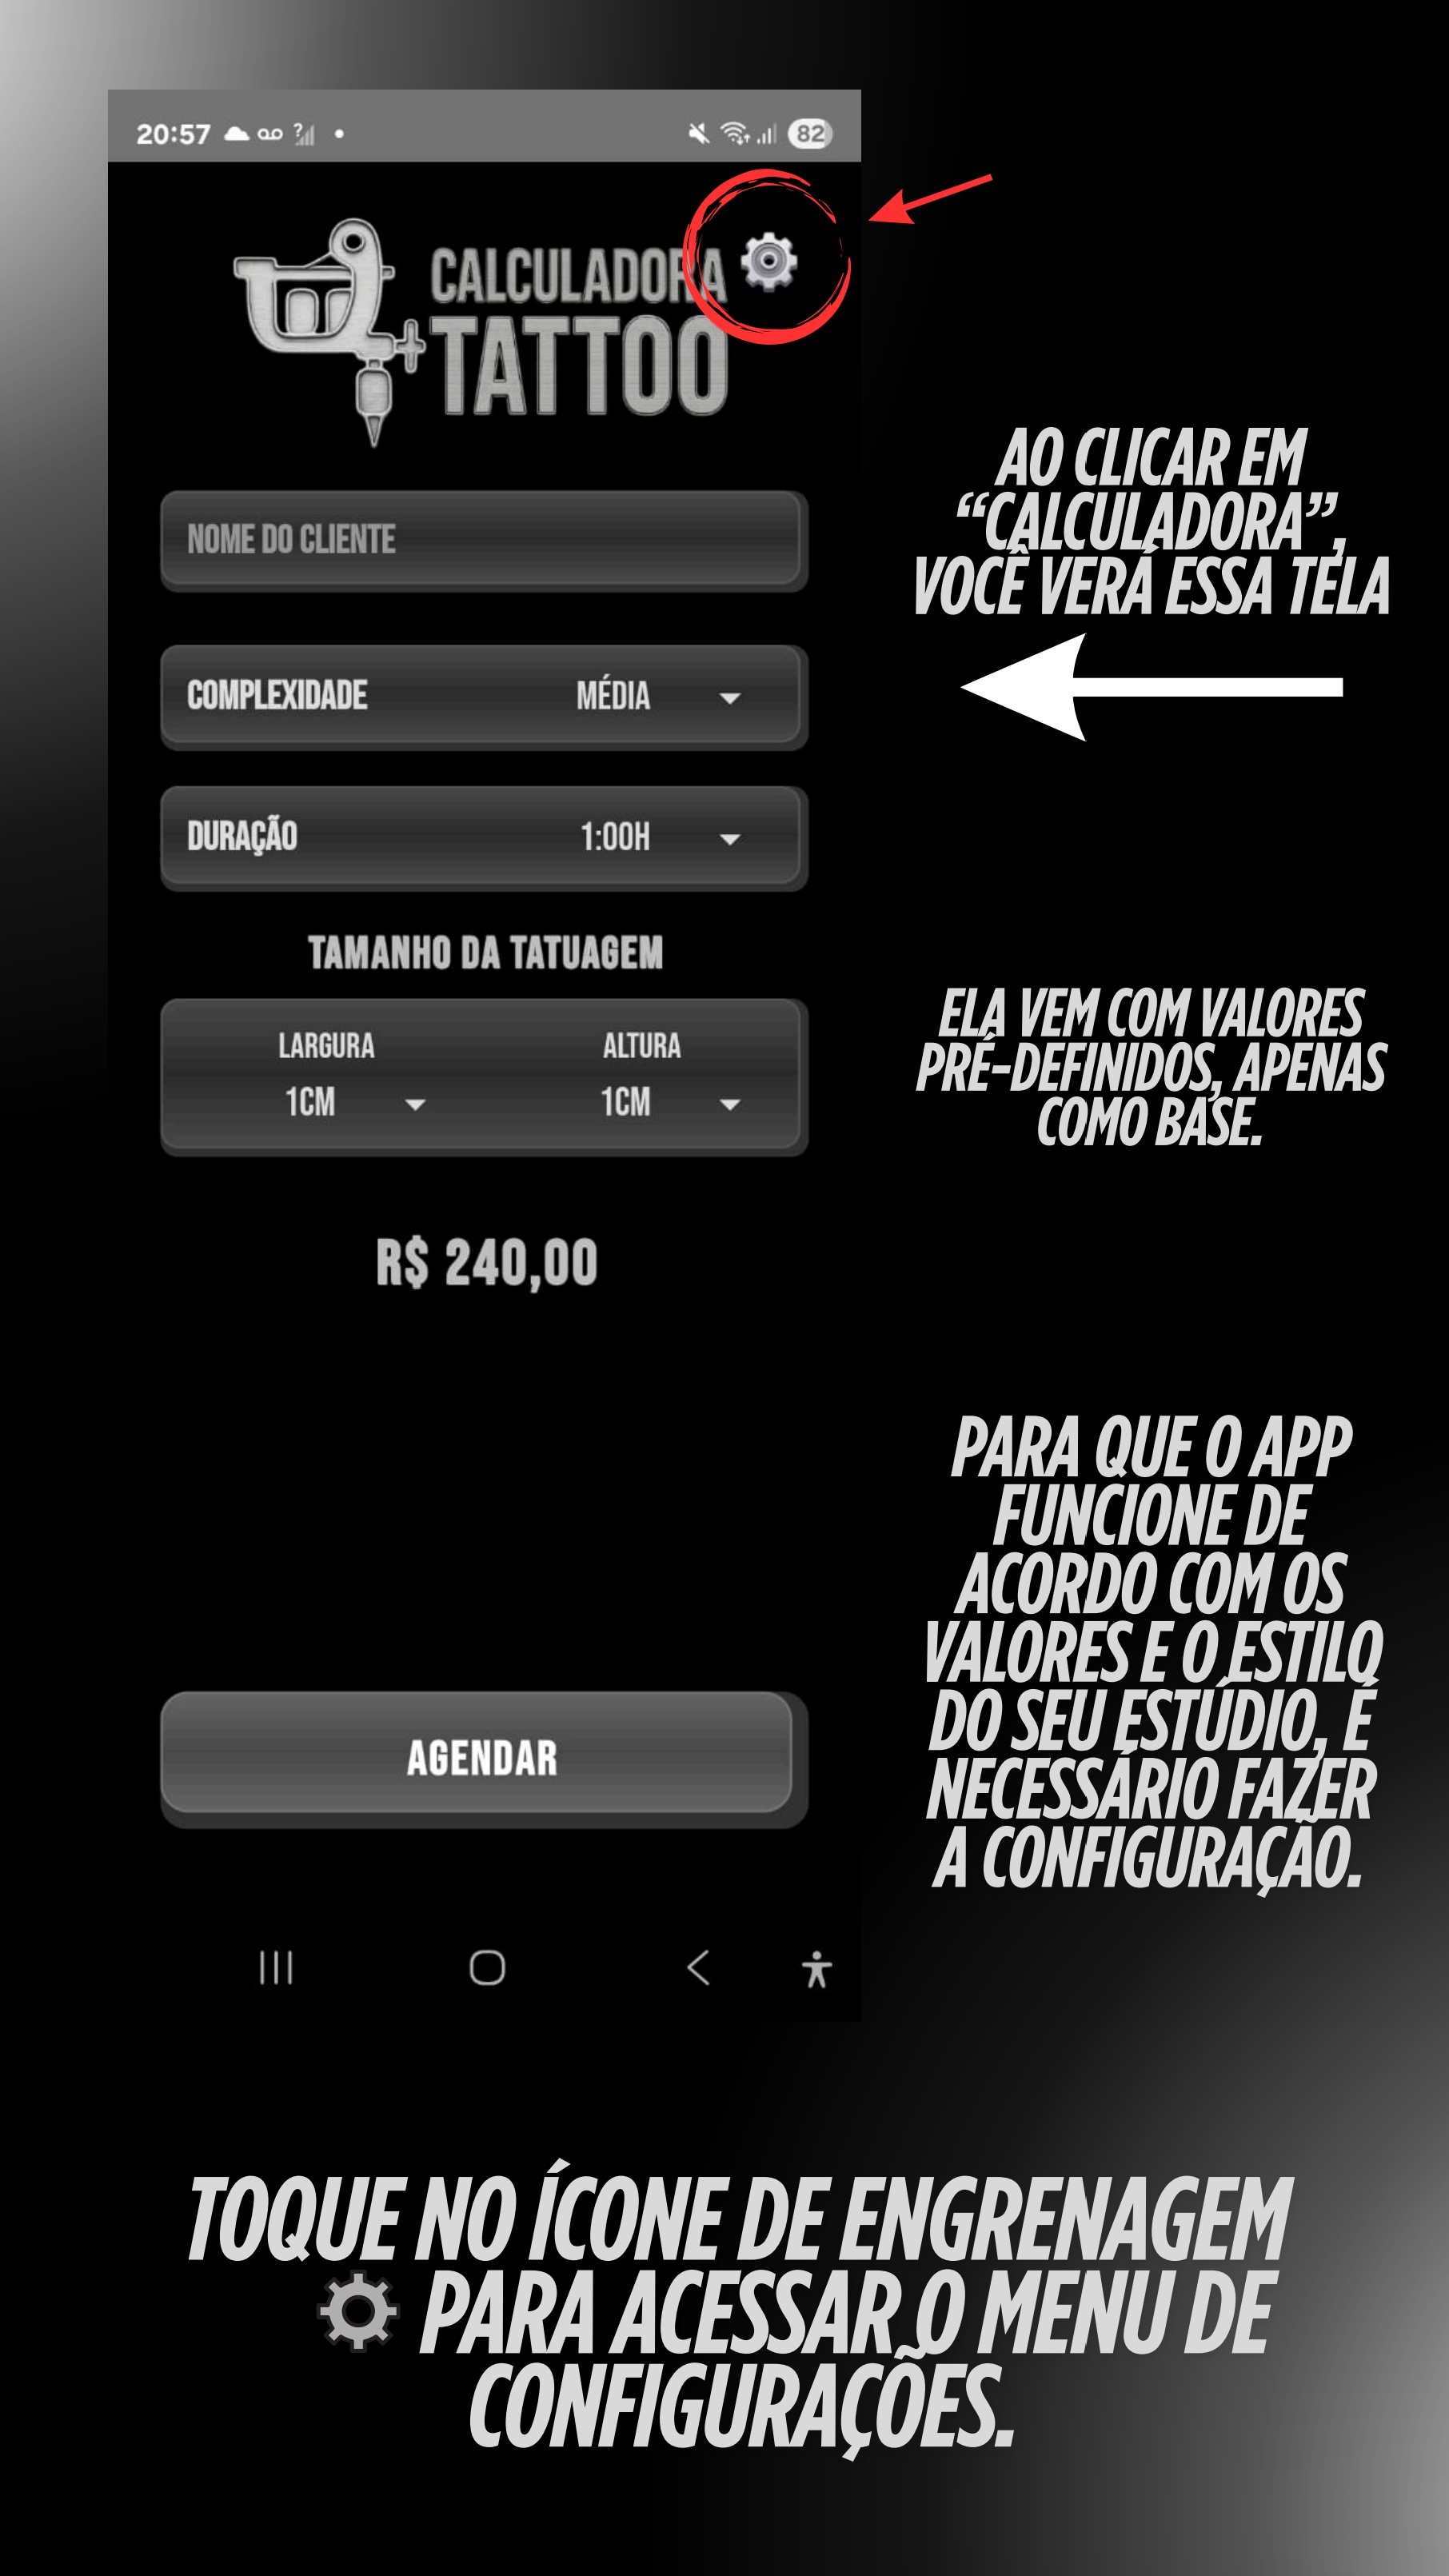 20:57
82
CALCULADORA
TATTOO
NOME DO CLIENTE
COMPLEXIDADE MÉDIA
DURAÇÃO 1:00H
TAMANHO DA TATUAGEM
LARGURA ALTURA
1CM 1CM
R$ 240,00
AGENDAR
AO CLICAR EM
“CALCULADORA”,
VOCÊ VERÁ ESSA TELA
ELA VEM COM VALORES
PRÉ-DEFINIDOS, APENAS
COMO BASE.
PARA QUE O APP
FUNCIONE DE
ACORDO COM OS
VALORES E O ESTILO
DO SEU ESTÚDIO, É
NECESSÁRIO FAZER
A CONFIGURAÇÃO.
TOQUE NO ÍCONE DE ENGRENAGEM
PARA ACESSAR O MENU DE
CONFIGURAÇÕES.